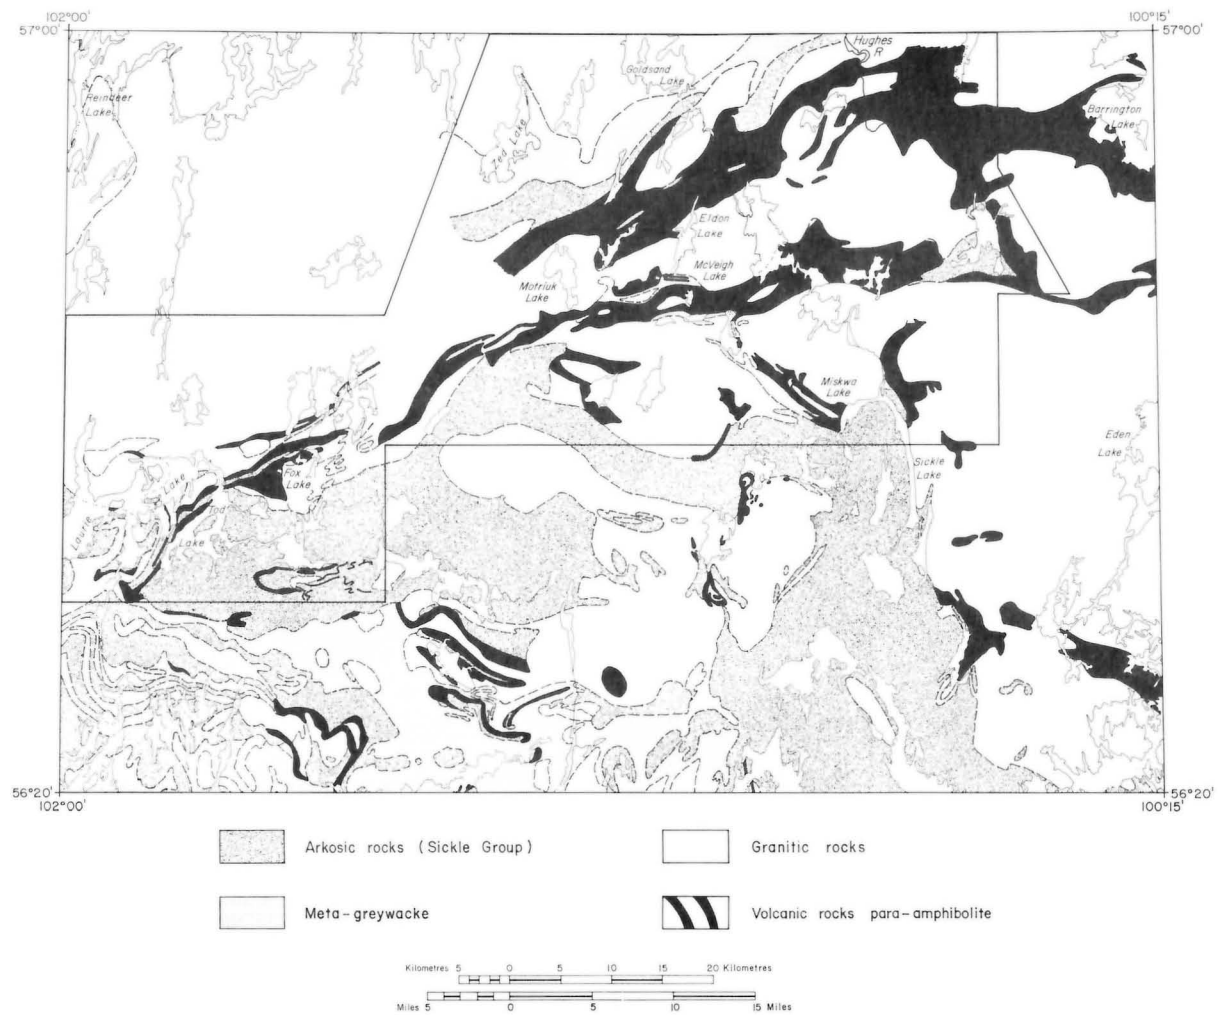 102°00'
100°15'
57°00'
57°00'
Hughes
R
Goldsand
Lake
Reindeer
Lake
Barrington
Lake
Zed Lake
Eldon
Lake
McVeigh
Lake
Motriuk
Lake
Miskwa
Lake
Eden
Lake
Sickle
Lake
Fox
Lake
Laurie Lake
Tod
Lake
56°20'
56°20'
102°00'
100°15'
Arkosic rocks (Sickle Group)
Granitic rocks
Meta-greywacke
Volcanic rocks para-amphibolite
Kilometres 5 0 5 10 15 20 Kilometres
Miles 5 0 5 10 15 Miles